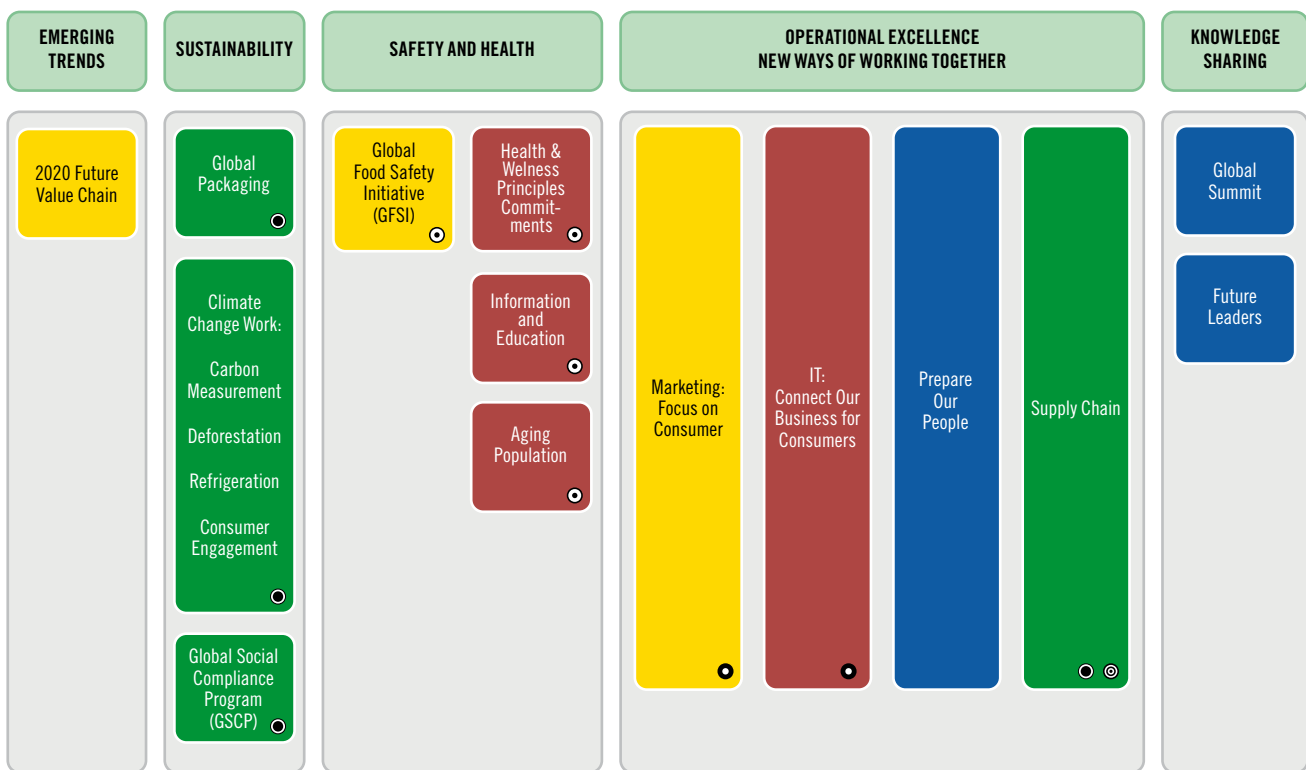 EMERGING
TRENDS
SUSTAINABILITY
SAFETY AND HEALTH
OPERATIONAL EXCELLENCE
NEW WAYS OF WORKING TOGETHER
KNOWLEDGE
SHARING
2020 Future
Value Chain
Global
Packaging
Climate
Change Work:
Carbon
Measurement
Deforestation
Refrigeration
Consumer
Engagement
Global Social
Compliance
Program
(GSCP)
Global
Food Safety
Initiative
(GFSI)
Health &
Welness
Principles
Commit-
ments
Information
and
Education
Aging
Population
Marketing:
Focus on
Consumer
IT:
Connect Our
Business for
Consumers
Prepare
Our
People
Supply Chain
Global
Summit
Future
Leaders